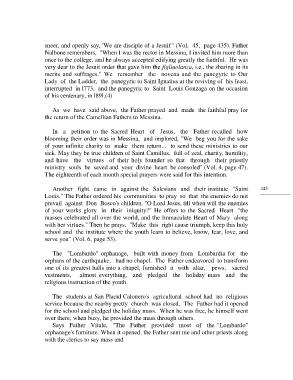 sneer, and openly say, 'We are disciple of a Jesuit'" (Vol. 45, page 435). Father
Nalbone remembers, "When I was the rector in Messina, I invited him more than
once to the college, and he always accepted edifying greatly the faithful. He was
very dear to the Jesuit order that gave him the figliuolanza, i.e., the sharing in its
merits and suffrages." We remember the novena and the panegyric to Our
Lady of the Ladder, the panegyric to Saint Ignatius at the reviving of his feast,
interrupted in 1773, and the panegyric to Saint Louis Gonzaga on the occasion
of his centenary, in 1891.(4)
As we have said above, the Father prayed and made the faithful pray for
the return of the Camellian Fathers to Messina.
In a petition to the Sacred Heart of Jesus, the Father recalled how
blooming their order was in Messina, and implored, "We beg you for the sake
of your infinite charity to make them return... to send these ministries to our
city. May they be true children of Saint Camillus, full of zeal, charity, humility,
and have the virtues of their holy founder so that through their priestly
ministry souls be saved and your divine heart be consoled" (Vol. 4, page 47).
The eighteenth of each month special prayers were said for this intention.
Another fight came in against the Salesians and their institute "Saint
Louis." The Father ordered his communities to pray so that the enemies do not
prevail against Don Bosco's children. "O Lord Jesus, till when will the enemies
of your works glory in their iniquity?" He offers to the Sacred Heart "the
masses celebrated all over the world, and the Immaculate Heart of Mary along
with her virtues." Then he prays. "Make this right cause triumph, keep this holy
school and the institute where the youth learn to believe, know, fear, love, and
serve you" (Vol. 6, page 53).
The "Lombardo" orphanage, built with money from Lombardia for the
orphans of the earthquake, had no chapel. The Father endeavored to transform
one of its greatest halls into a chapel, furnished it with altar, pews, sacred
vestments, almost everything, and pledged the holiday mass and the
religious instruction of the youth.
The students at San Placid Calonero's agricultural school had no religious
service because the nearby pretty church was closed. The Father had it opened
for the school and pledged the holiday mass. When he was free, he himself went
over there; when busy, he provided the mass through others.
Says Father Vitale, "The Father provided most of the "Lombardo"
orphanage's furniture. When it opened, the Father sent me and other priests along
with the clerics to say mass and